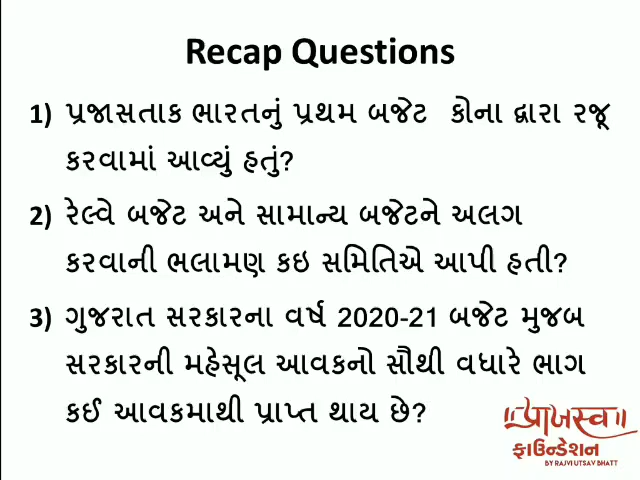 Recap Questions
1) પ્રજાસતાક ભારતનું પ્રથમ બજેટ કોના દ્વારા રજૂ
કરવામાં આવ્યું હતું?
2) રેલ્વે બજેટ અને સામાન્ય બજેટને અલગ
કરવાની ભલામણ કઇ સમિતિએ આપી હતી?
3) ગુજરાત સરકારના વર્ષ 2020-21 બજેટ મુજબ
સરકારની મહેસૂલ આવકનો સૌથી વધારે ભાગ
કઈ આવકમાથી પ્રાપ્ત થાય છે?
॥प्राजस्व॥
ફાઉન્ડેશન
BY RAJVI UTSAV BHATT